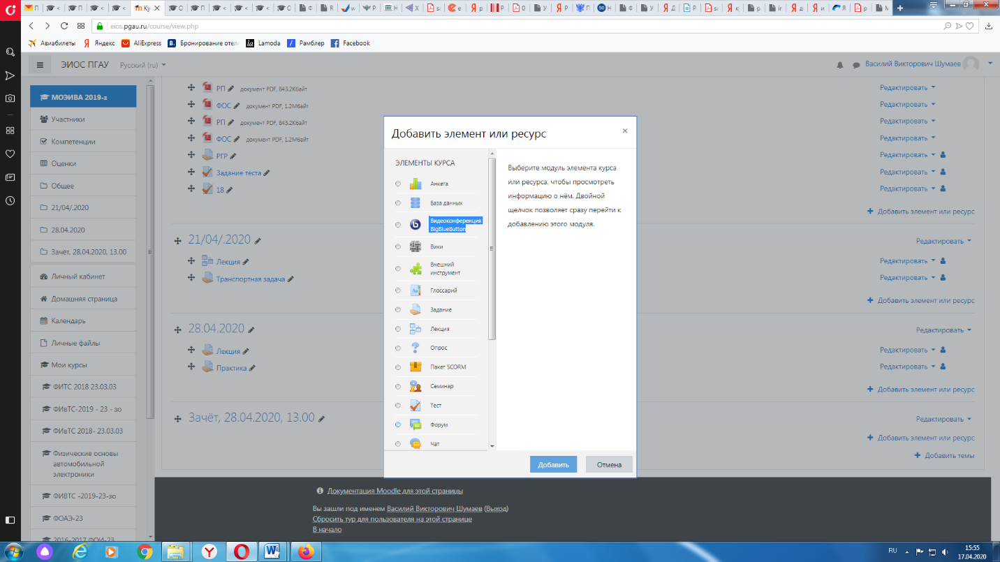 eios.pgau.ru/course/view.php
Авиабилеты Яндекс AliExpress Бронирование отел Lamoda Рамблер Facebook
ЭИОС ПГАУ Русский (ru) Василий Викторович Шумаев
МОЭИВА 2019-з
Участники
Компетенции
Оценки
Общее
21/04/.2020
28.04.2020
Зачёт, 28.04.2020, 13.00
Личный кабинет
Домашняя страница
Календарь
Личные файлы
Мои курсы
ФИТС 2018 23.03.03
ФИвТС-2019 - 23 - зо
ФИвТС 2018- 23.03.03
Физические основы
автомобильной
электроники
ФИВТС -2019-23-зо
ФОАЭ-23
2016-2017 ФОИ-23
РП документ PDF, 843.2Кбайт Редактировать
ФОС документ PDF, 1.2Мбайт Редактировать
РП документ PDF, 843.2Кбайт Редактировать
ФОС документ PDF, 1.2Мбайт Редактировать
РГР Редактировать
Задание теста Редактировать
18 Редактировать
Добавить элемент или ресурс
21/04/.2020 Редактировать
Лекция Редактировать
Транспортная задача Редактировать
Добавить элемент или ресурс
28.04.2020 Редактировать
Лекция Редактировать
Практика Редактировать
Добавить элемент или ресурс
Зачёт, 28.04.2020, 13.00 Редактировать
Добавить элемент или ресурс
Добавить темы
Добавить элемент или ресурс
ЭЛЕМЕНТЫ КУРСА
Анкета
База данных
Видеоконференция
BigBlueButton
Вики
Внешний
инструмент
Глоссарий
Задание
Лекция
Опрос
Пакет SCORM
Семинар
Тест
Форум
Чат
Выберите модуль элемента курса
или ресурса, чтобы просмотреть
информацию о нём. Двойной
щелчок позволяет сразу перейти к
добавлению этого модуля.
Добавить Отмена
Документация Moodle для этой страницы
Вы зашли под именем Василий Викторович Шумаев (Выход)
Сбросить тур для пользователя на этой странице
В начало
RU 15:55
17.04.2020